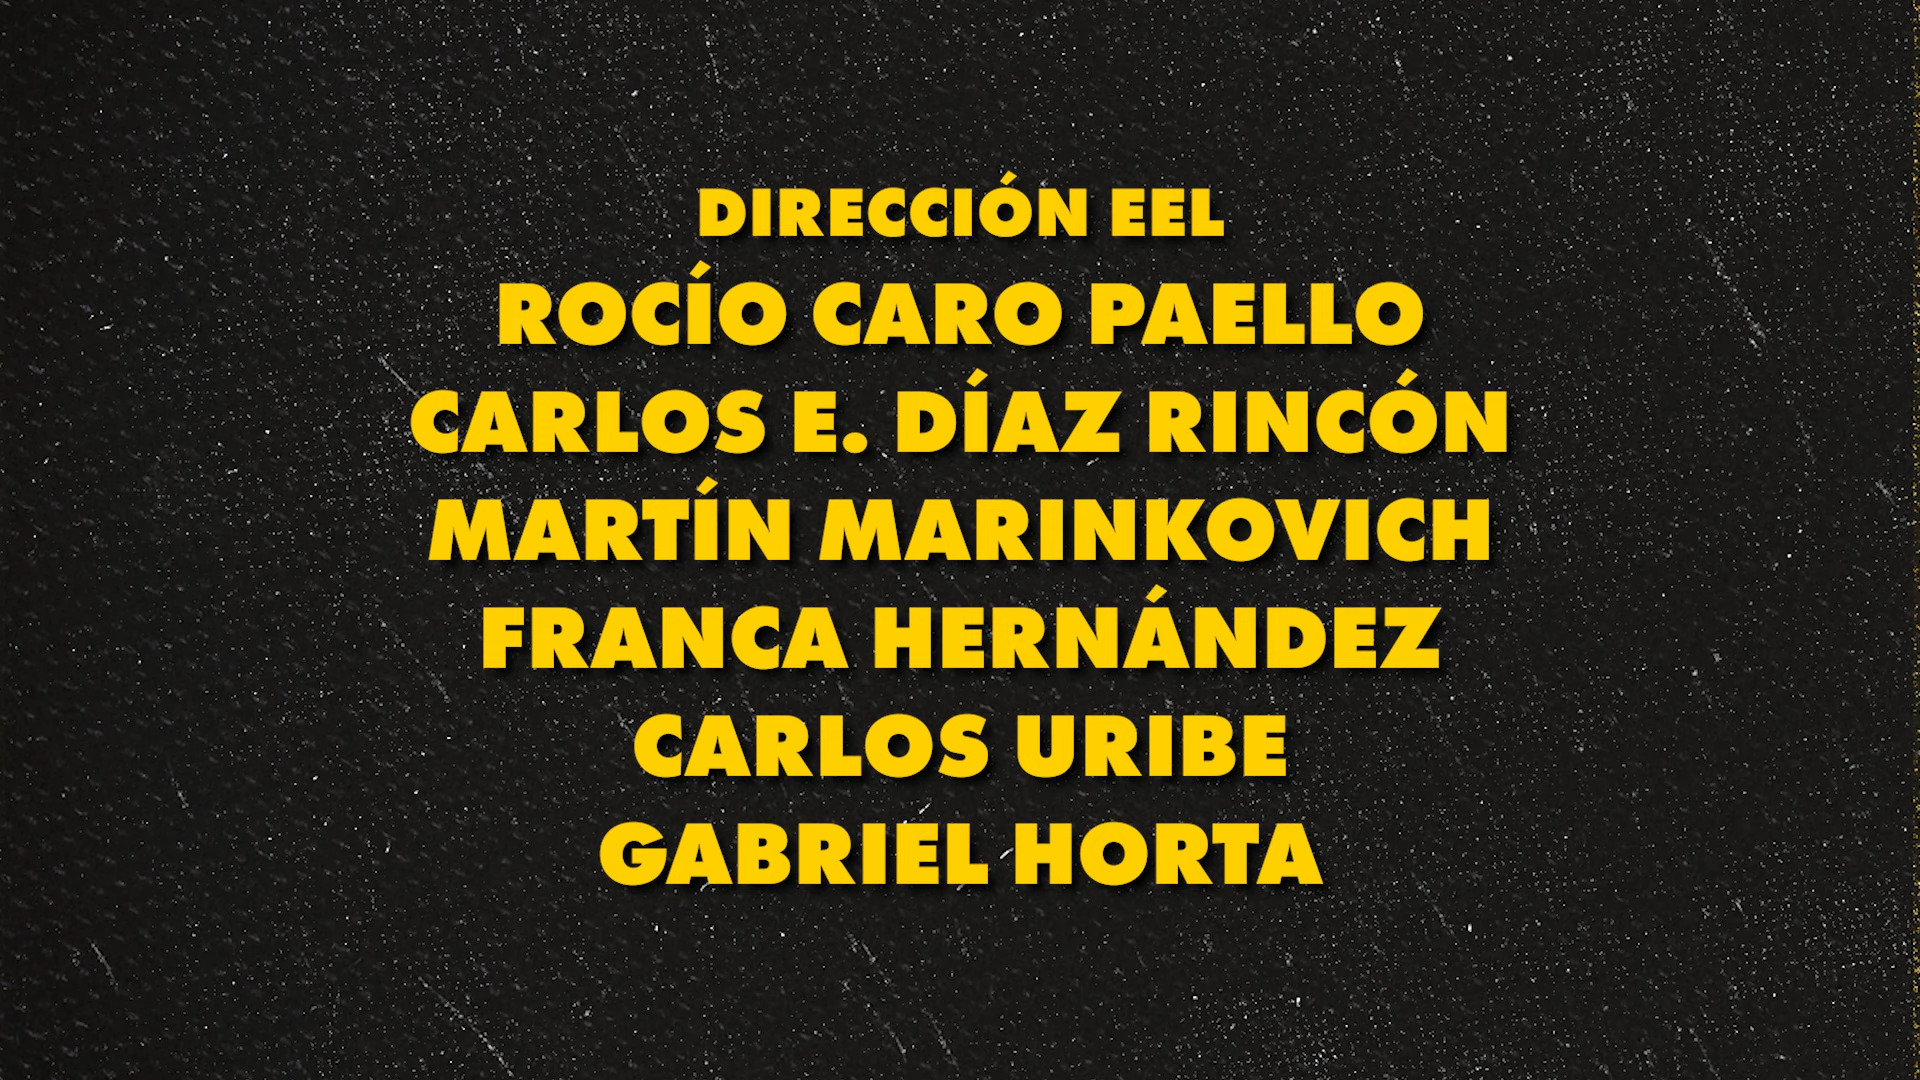 DIRECCIÓN EEL
ROCÍO CARO PAELLO
CARLOS E. DÍAZ RINCÓN
MARTÍN MARINKOVICH
FRANCA HERNÁNDEZ
CARLOS URIBE
GABRIEL HORTA